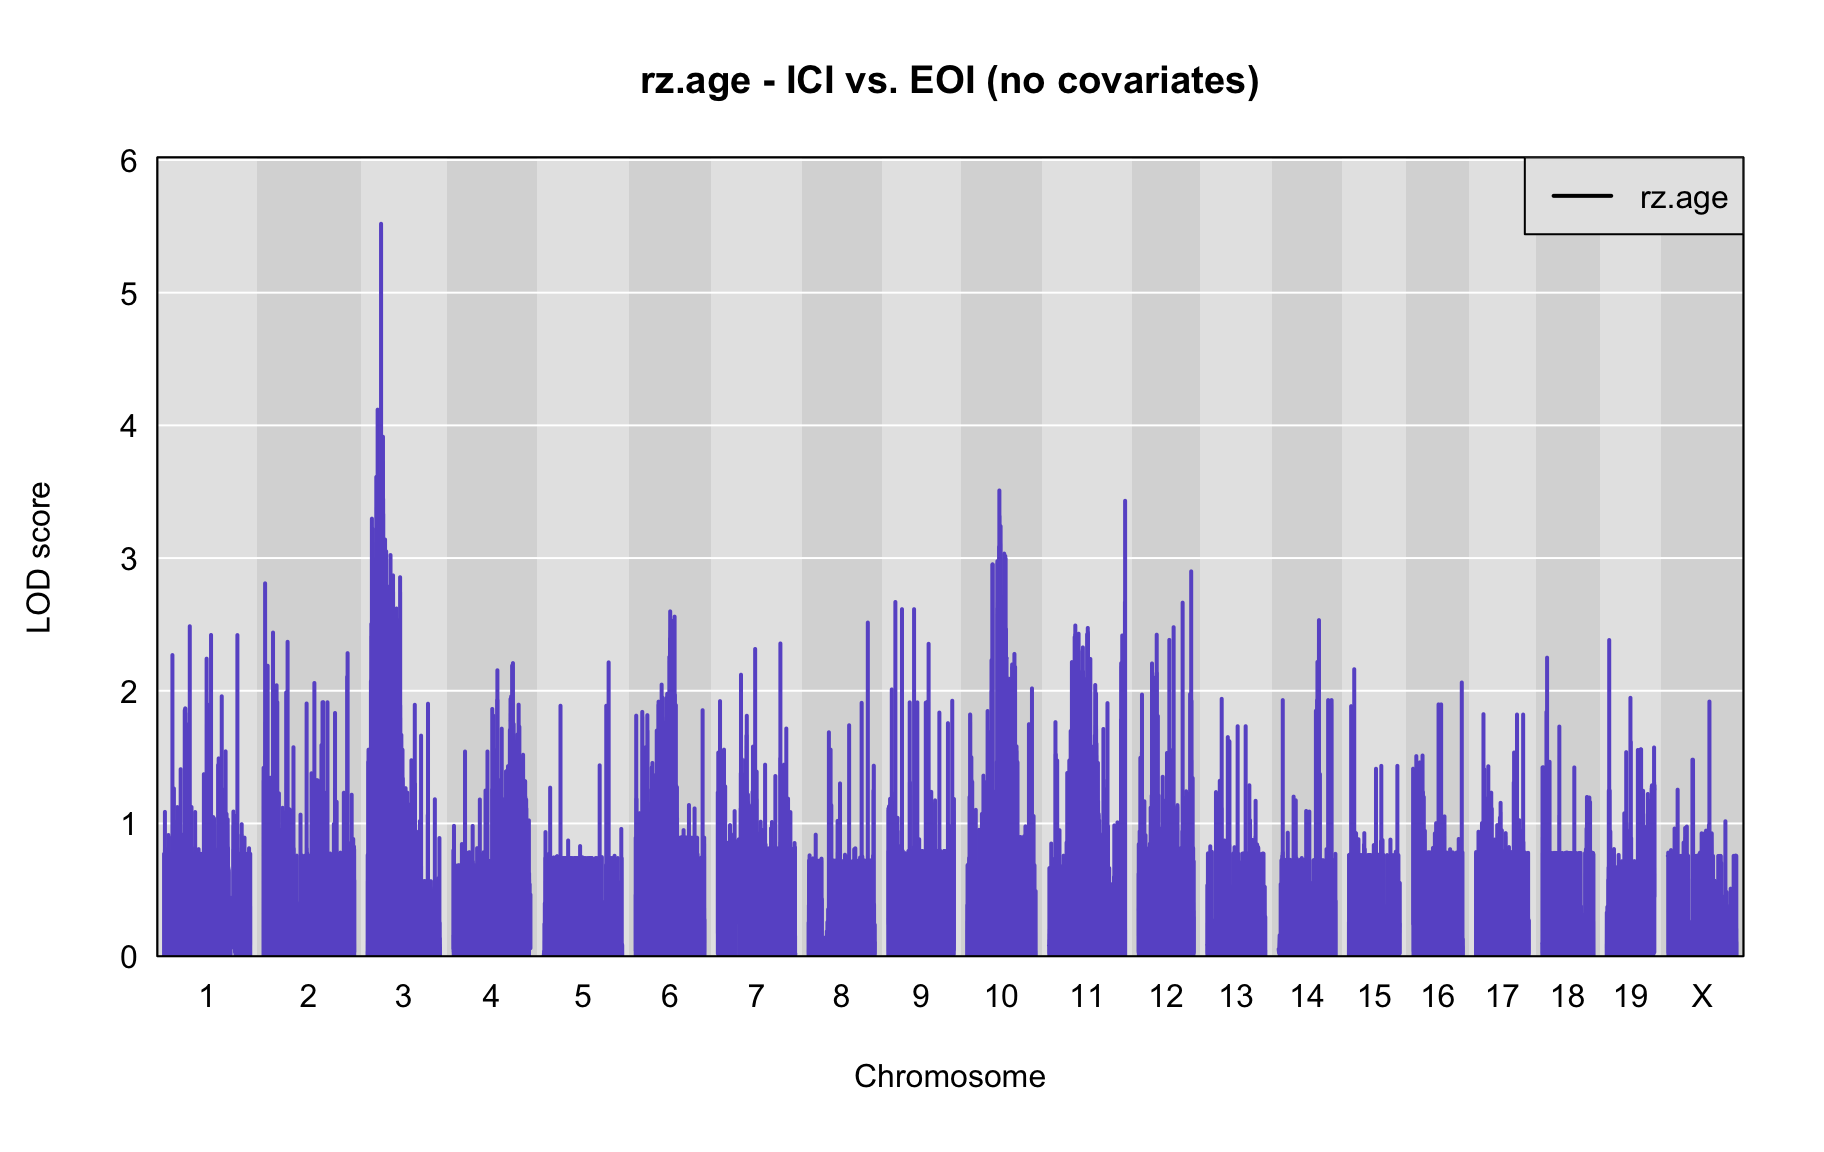 rz.age - ICI vs. EOI (no covariates)
rz.age
6
5
4
3
2
1
0
LOD score
1 2 3 4 5 6 7 8 9 10 11 12 13 14 15 16 17 18 19 X
Chromosome